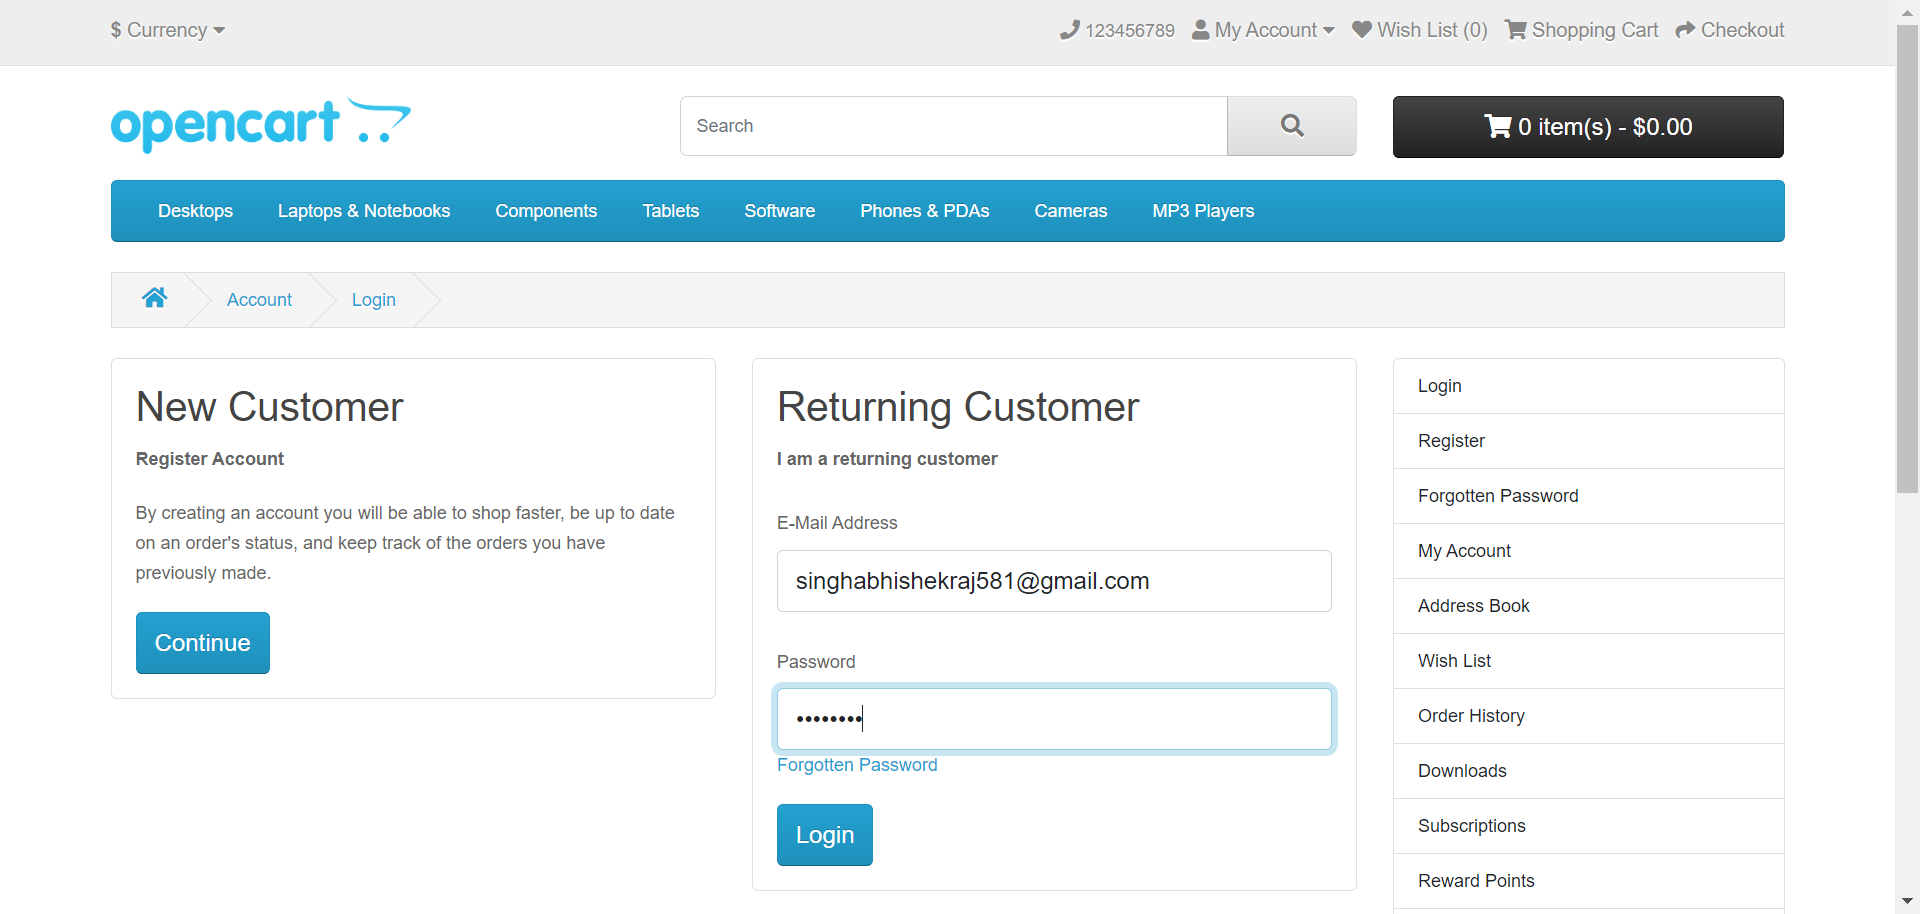 $ Currency
123456789 My Account Wish List (0) Shopping Cart Checkout
opencart
Search
0 item(s) - $0.00
Desktops Laptops & Notebooks Components Tablets Software Phones & PDAs Cameras MP3 Players
Account Login
New Customer
Register Account
By creating an account you will be able to shop faster, be up to date
on an order's status, and keep track of the orders you have
previously made.
Continue
Returning Customer
I am a returning customer
E-Mail Address
singhabhishekraj581@gmail.com
Password
••••••••
Forgotten Password
Login
Login
Register
Forgotten Password
My Account
Address Book
Wish List
Order History
Downloads
Subscriptions
Reward Points